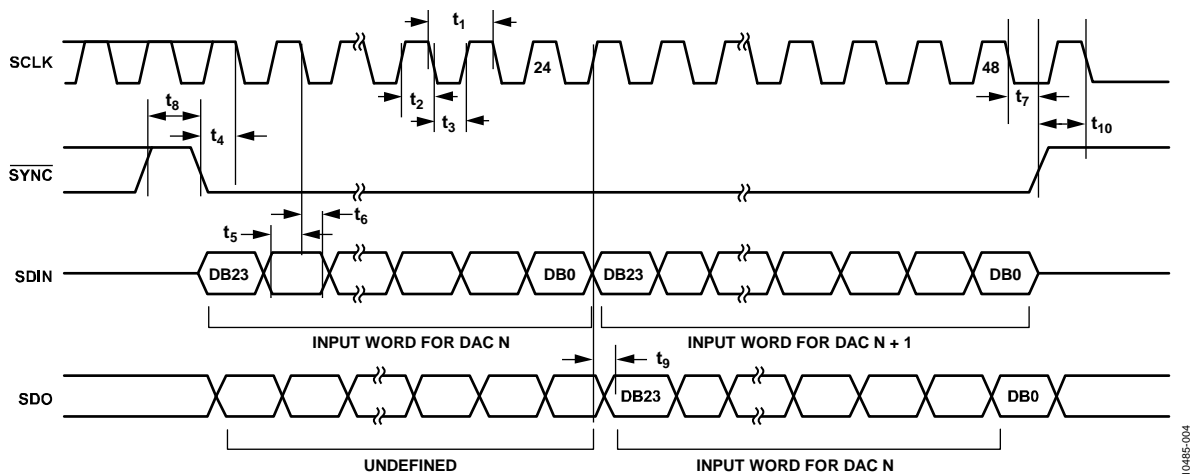 t1
SCLK
24
48
t2
t3
t7
t8
t4
t10
SYNC
t6
t5
SDIN
DB23
DB0
DB23
DB0
INPUT WORD FOR DAC N
INPUT WORD FOR DAC N + 1
t9
SDO
DB23
DB0
UNDEFINED
INPUT WORD FOR DAC N
10485-004